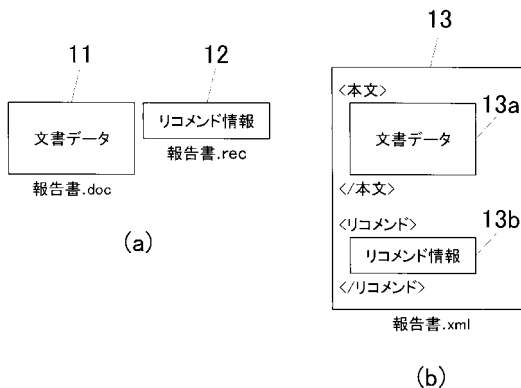 11
12
文書データ
リコメンド情報
報告書.doc
報告書.rec
(a)
13
<本文>
13a
文書データ
</本文>
<リコメンド>
13b
リコメンド情報
</リコメンド>
報告書.xml
(b)